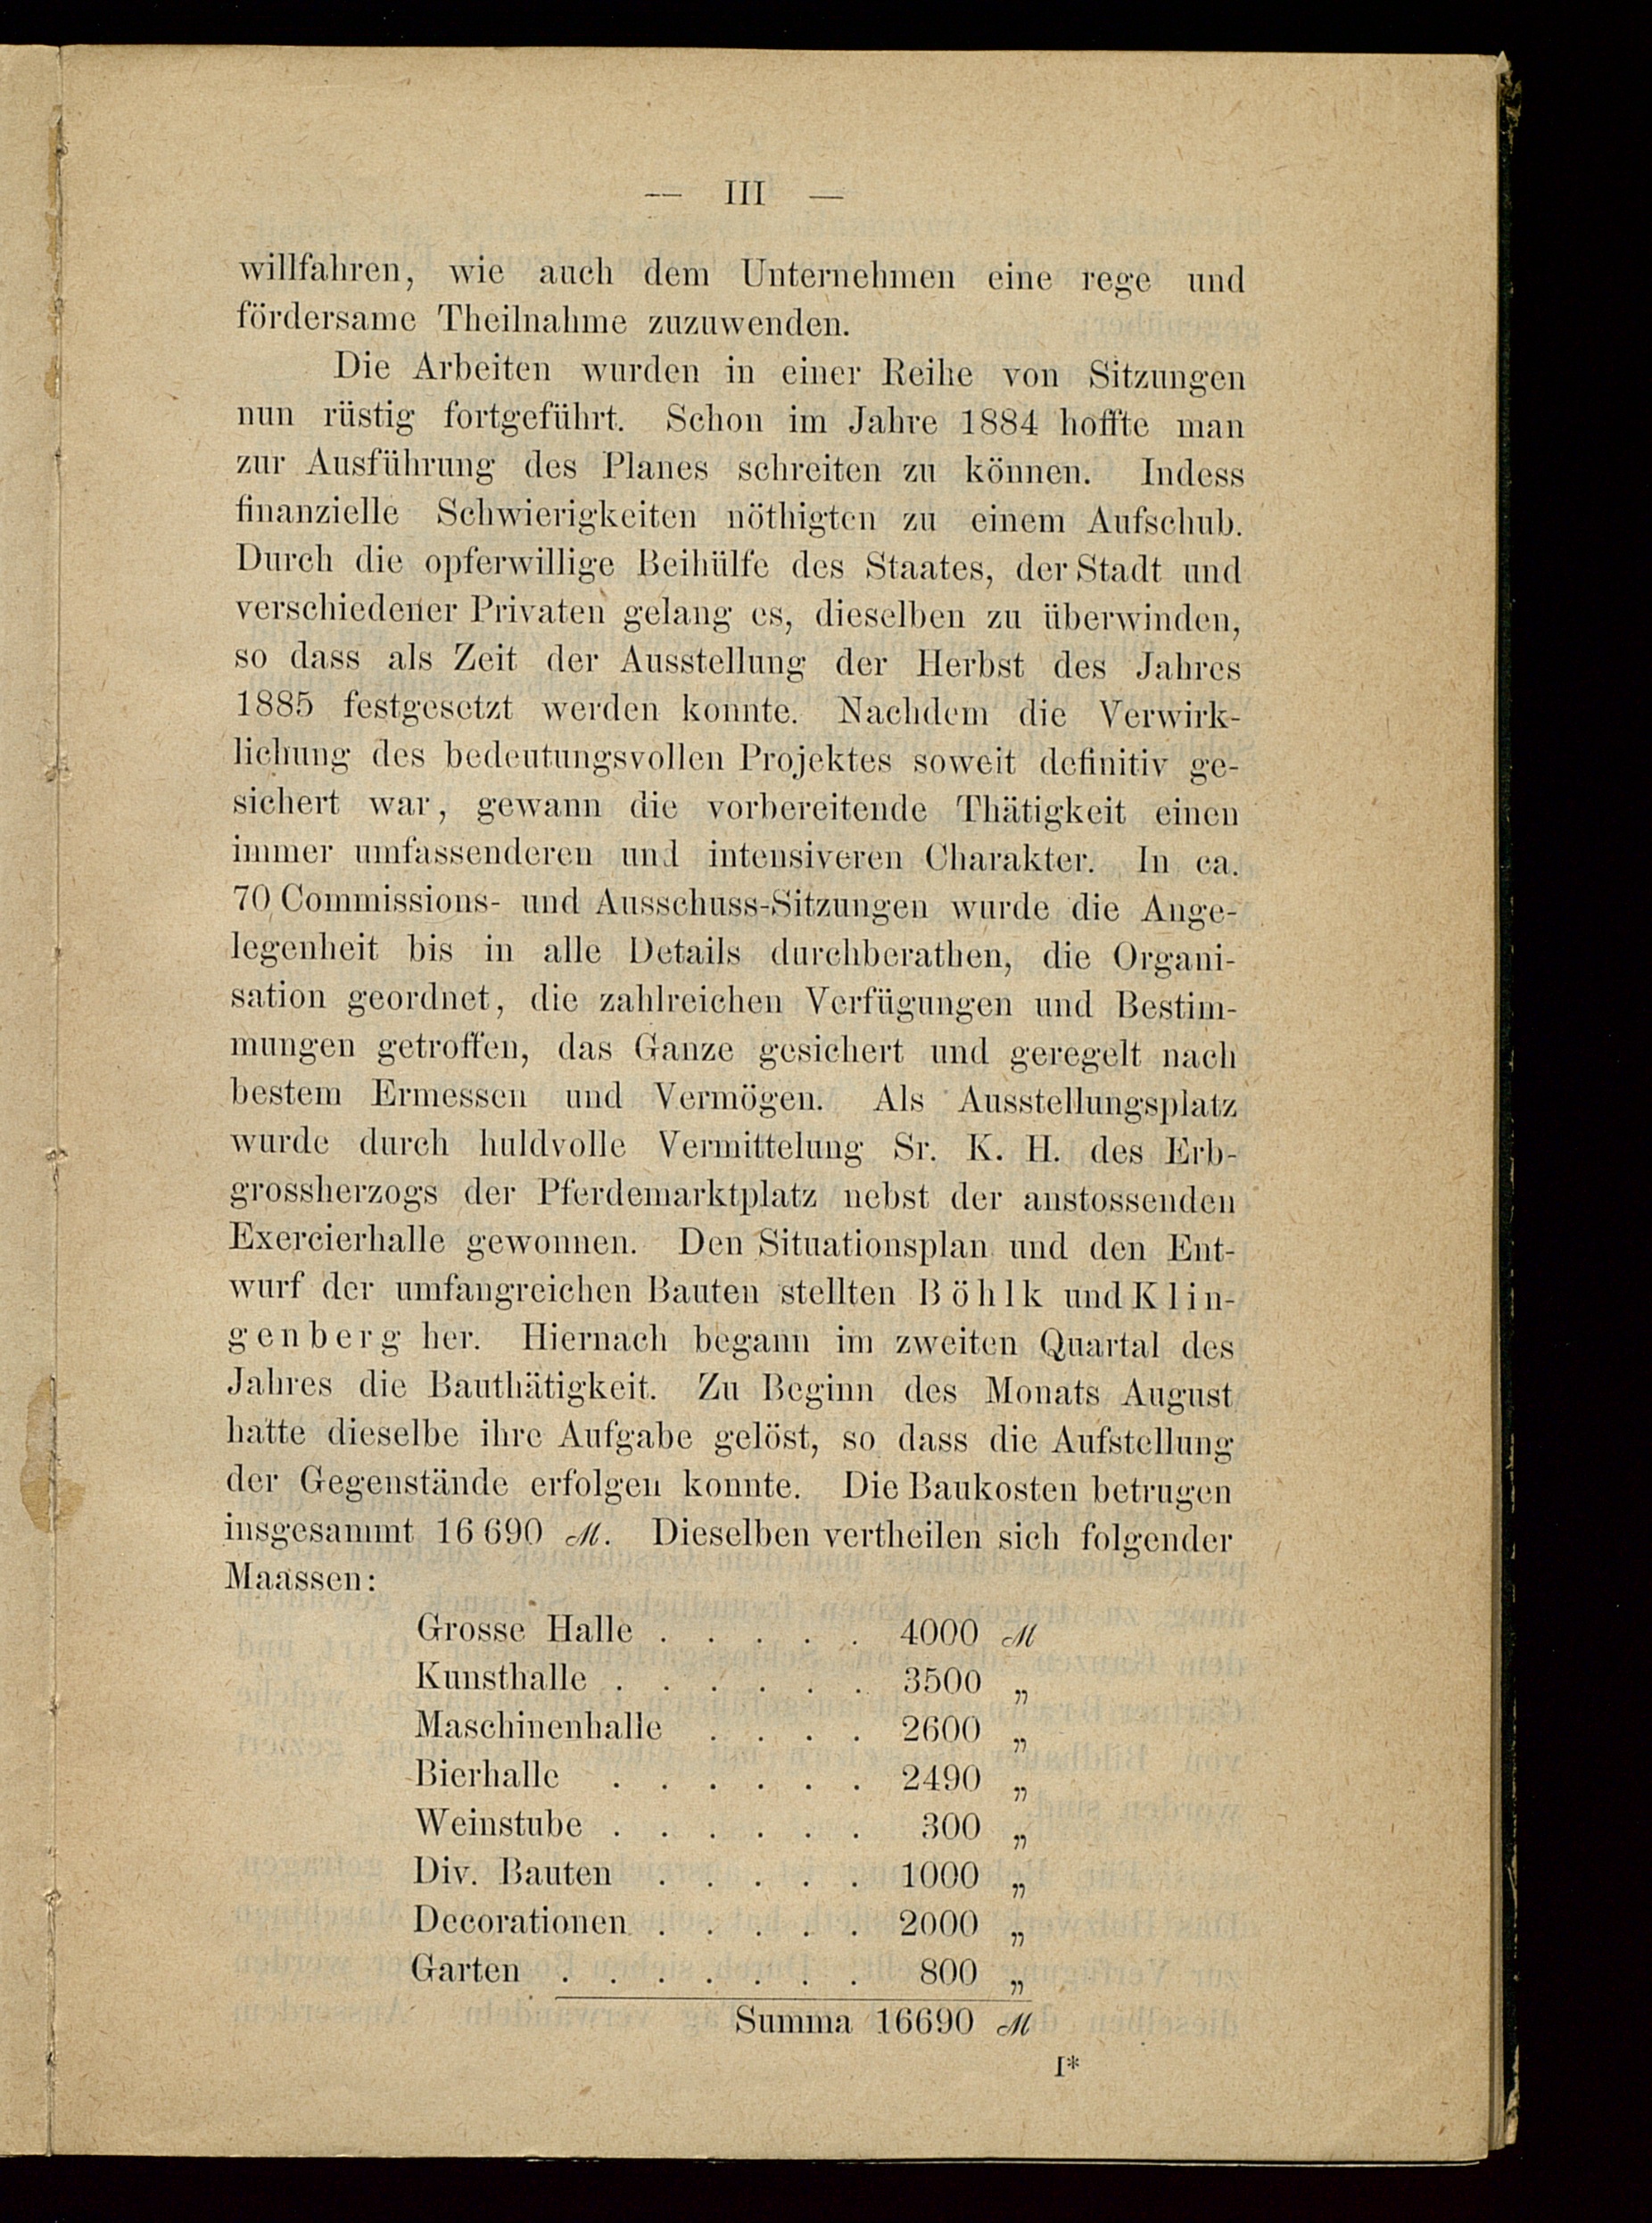 — III —
willfahren, wie auch dem Unternehmen eine rege und
fördersame Theilnahme zuzuwenden.
Die Arbeiten wurden in einer Reihe von Sitzungen
nun rüstig fortgeführt. Schon im Jahre 1884 hoffte man
zur Ausführung des Planes schreiten zu können. Indess
finanzielle Schwierigkeiten nöthigten zu einem Aufschub.
Durch die opferwillige Beihülfe des Staates, der Stadt und
verschiedener Privaten gelang es, dieselben zu überwinden,
so dass als Zeit der Ausstellung der Herbst des Jahres
1885 festgesetzt werden konnte. Nachdem die Verwirk-
lichung des bedeutungsvollen Projektes soweit definitiv ge-
sichert war, gewann die vorbereitende Thätigkeit einen
immer umfassenderen und intensiveren Charakter. In ca.
70 Commissions- und Ausschuss-Sitzungen wurde die Ange-
legenheit bis in alle Details durchberathen, die Organi-
sation geordnet, die zahlreichen Verfügungen und Bestim-
mungen getroffen, das Ganze gesichert und geregelt nach
bestem Ermessen und Vermögen. Als Ausstellungsplatz
wurde durch huldvolle Vermittelung Sr. K. H. des Erb-
grossherzogs der Pferdemarktplatz nebst der anstossenden
Exercierhalle gewonnen. Den Situationsplan und den Ent-
wurf der umfangreichen Bauten stellten Böhlk und Klin-
genberg her. Hiernach begann im zweiten Quartal des
Jahres die Bauthätigkeit. Zu Beginn des Monats August
hatte dieselbe ihre Aufgabe gelöst, so dass die Aufstellung
der Gegenstände erfolgen konnte. Die Baukosten betrugen
insgesammt 16 690 ℳ. Dieselben vertheilen sich folgender
Maassen:
Grosse Halle . . . . . 4000 ℳ
Kunsthalle . . . . . . 3500 „
Maschinenhalle . . . . 2600 „
Bierhalle . . . . . . 2490 „
Weinstube . . . . . . 300 „
Div. Bauten . . . . . 1000 „
Decorationen . . . . . 2000 „
Garten . . . . . . . 800 „
Summa 16690 ℳ
I*